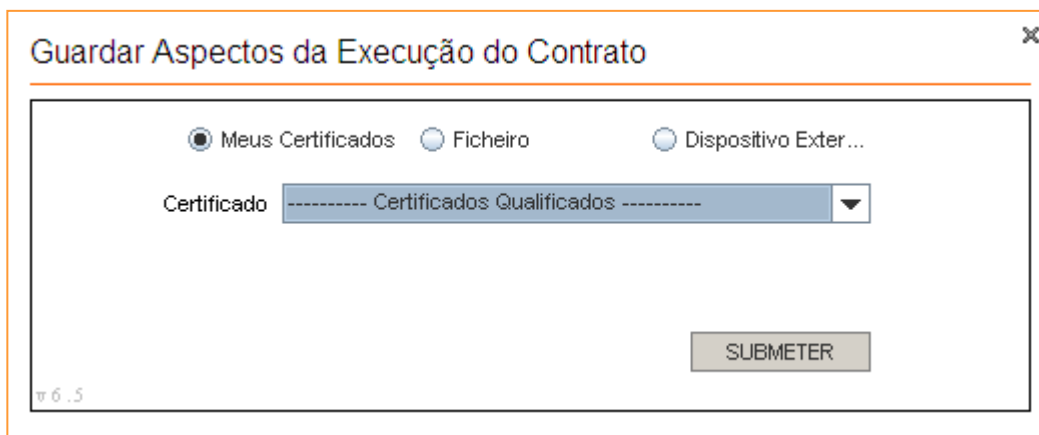 Guardar Aspectos da Execução do Contrato
Meus Certificados Ficheiro Dispositivo Exter...
Certificado ---------- Certificados Qualificados ----------
SUBMETER
v6.5